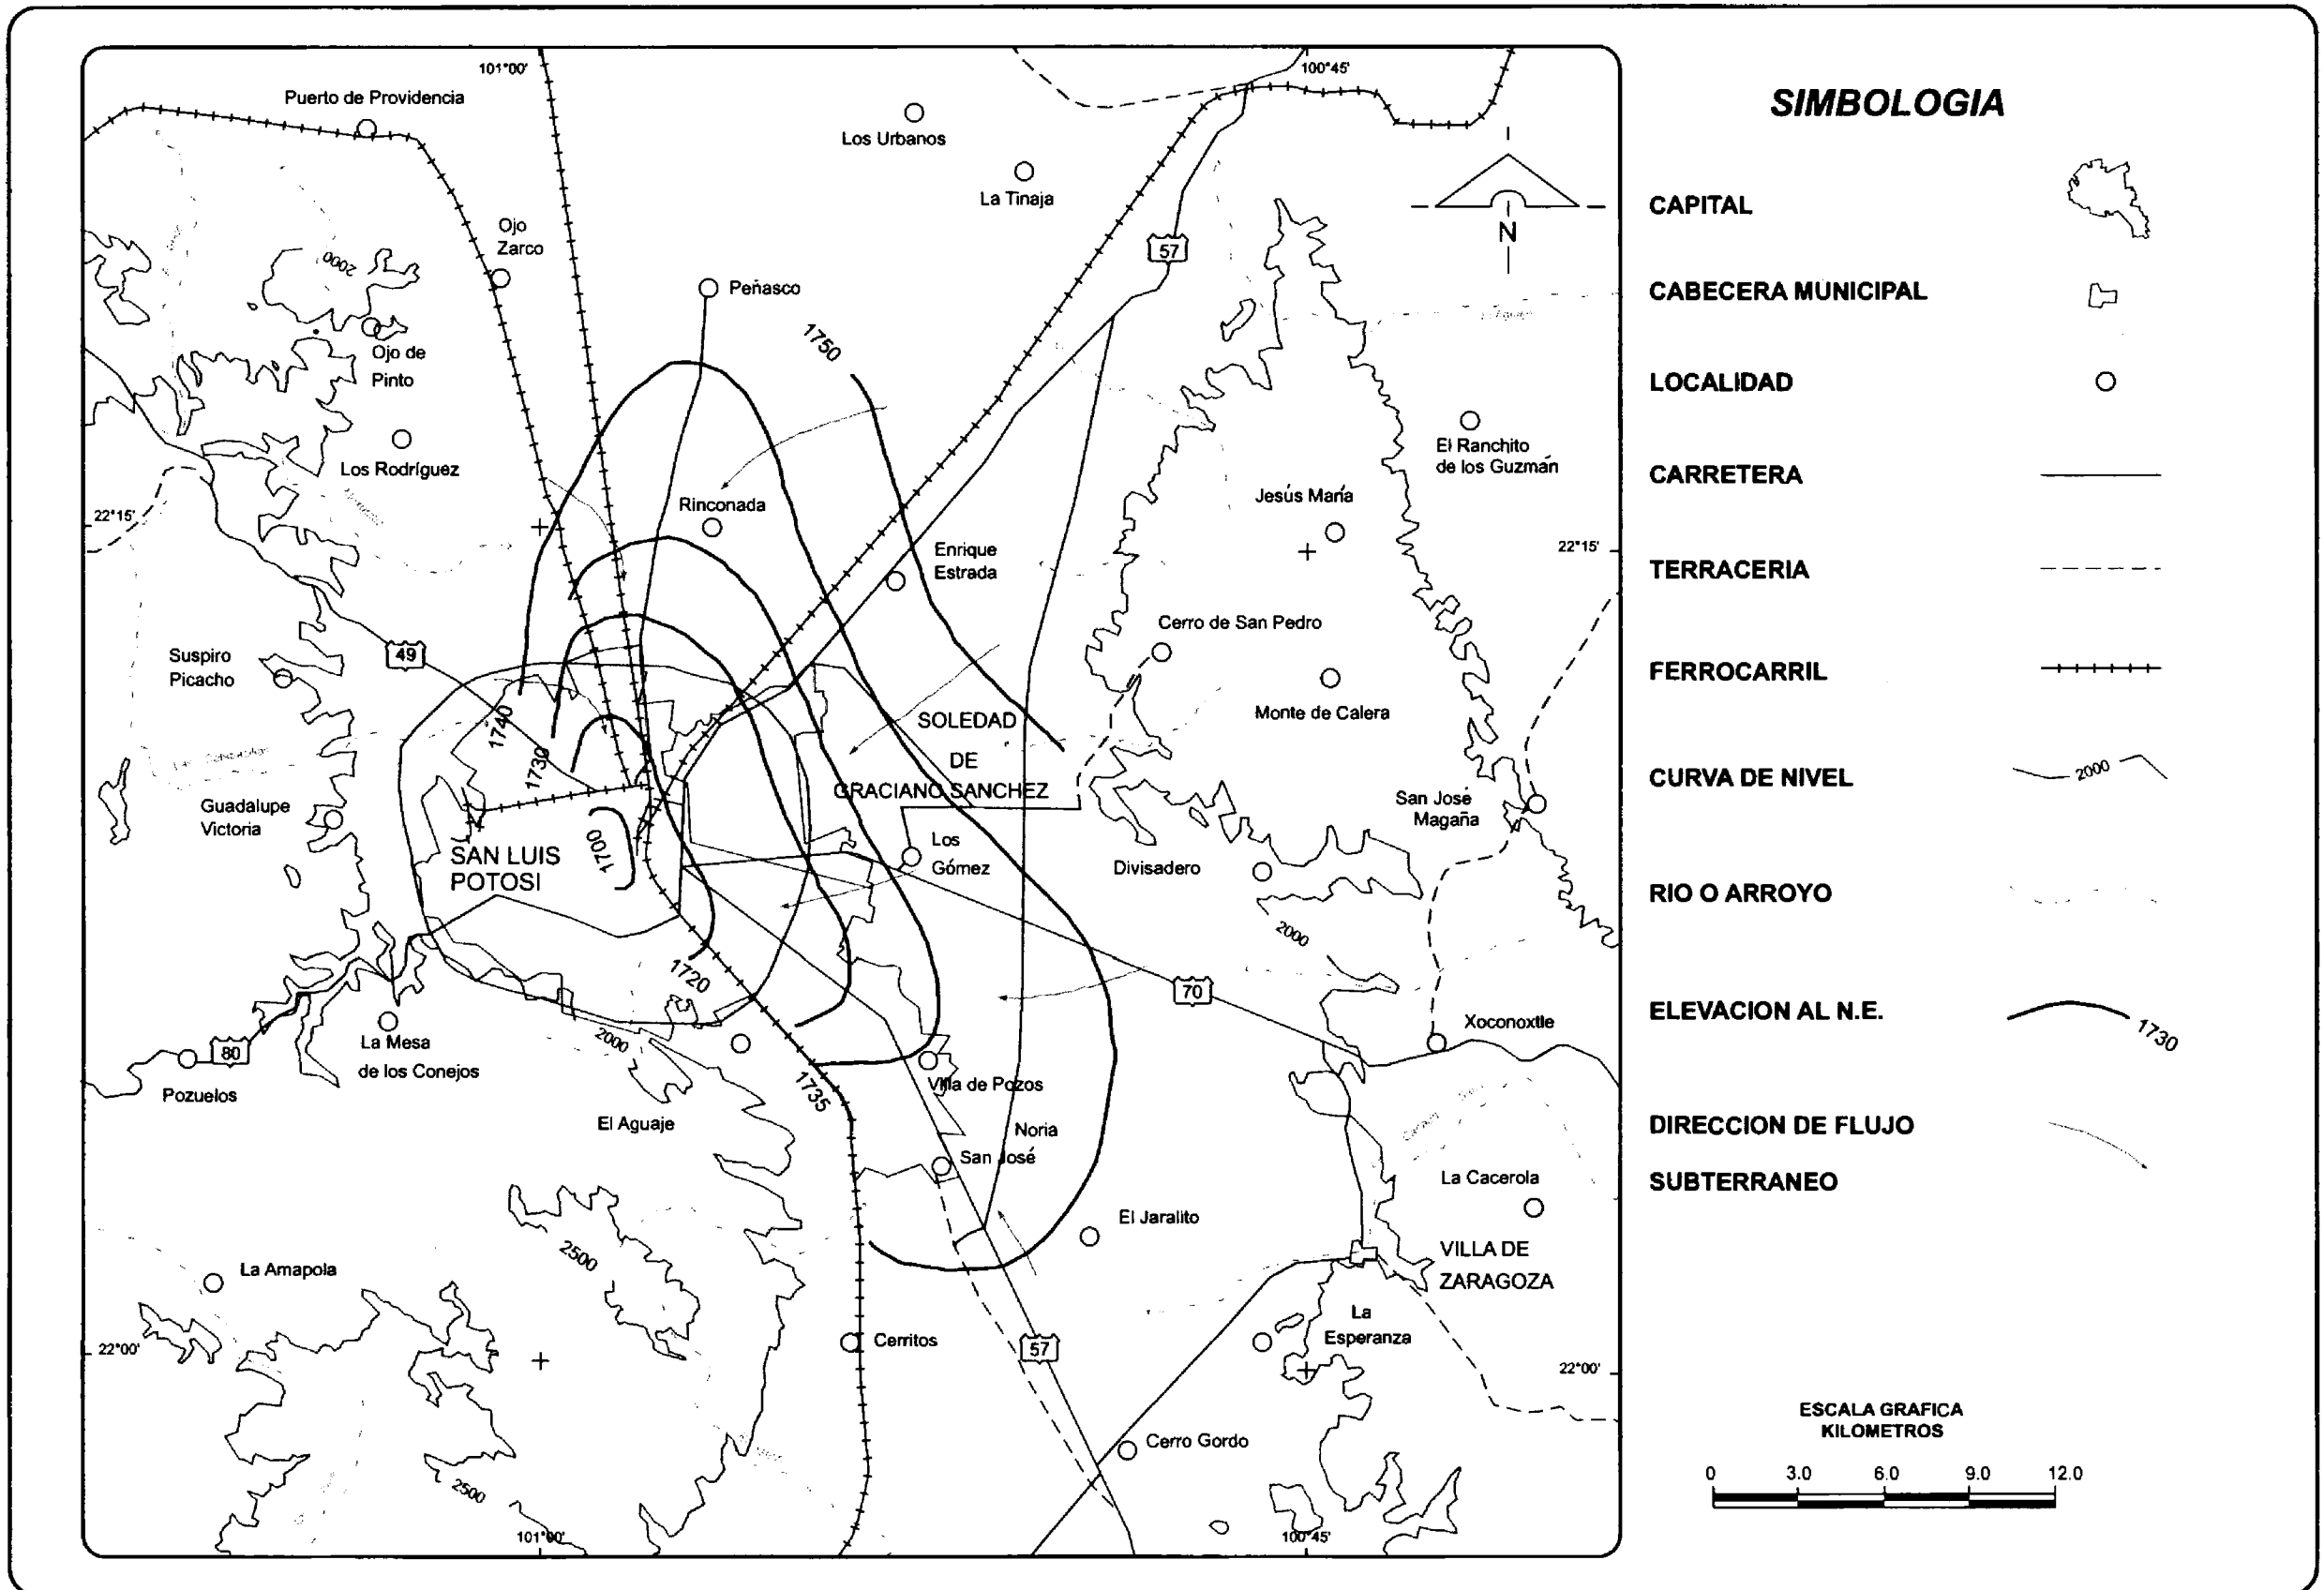 101°00'
100°45'
Puerto de Providencia
Los Urbanos
La Tinaja
Ojo
Zarco
57
N
2000
Peñasco
1750
Ojo de
Pinto
Los Rodríguez
El Ranchito
de los Guzmán
Rinconada
Jesús María
22°15'
22°15'
Enrique
Estrada
Cerro de San Pedro
49
Suspiro
Picacho
Monte de Calera
1740
1730
SOLEDAD
DE
GRACIANO SANCHEZ
Guadalupe
Victoria
San José
Magaña
SAN LUIS
POTOSI
1700
Los
Gómez
Divisadero
2000
1720
70
Xoconoxtle
2000
La Mesa
de los Conejos
80
Pozuelos
1735
Villa de Pozos
El Aguaje
Noria
San José
La Cacerola
El Jaralito
2500
La Amapola
VILLA DE
ZARAGOZA
La
Esperanza
Cerritos
57
22°00'
22°00'
Cerro Gordo
2500
101°00'
100°45'
SIMBOLOGIA
CAPITAL
CABECERA MUNICIPAL
LOCALIDAD
CARRETERA
TERRACERIA
FERROCARRIL
CURVA DE NIVEL
2000
RIO O ARROYO
ELEVACION AL N.E.
1730
DIRECCION DE FLUJO
SUBTERRANEO
ESCALA GRAFICA
KILOMETROS
0 3.0 6.0 9.0 12.0